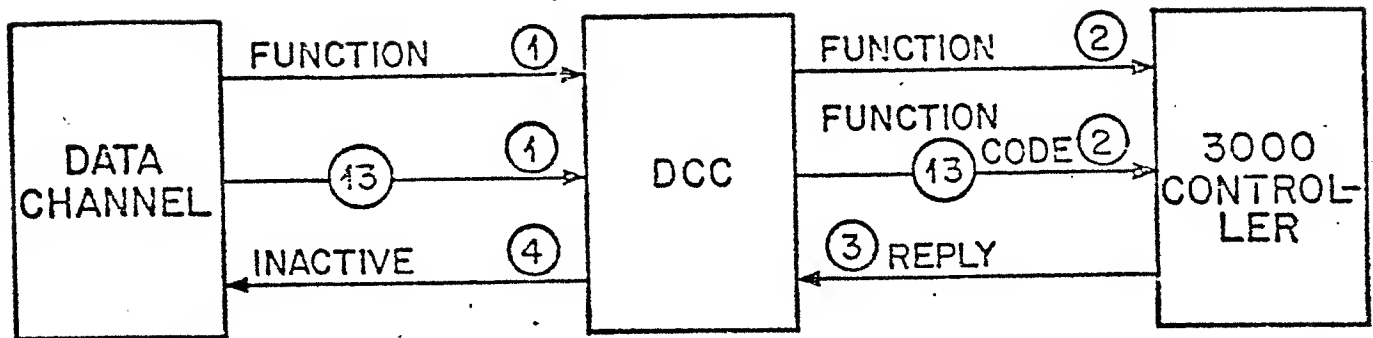 FUNCTION ①
FUNCTION ②
①
FUNCTION
CODE ②
DATA
CHANNEL
⑬
DCC
⑬
3000
CONTROL-
LER
INACTIVE ④
③ REPLY